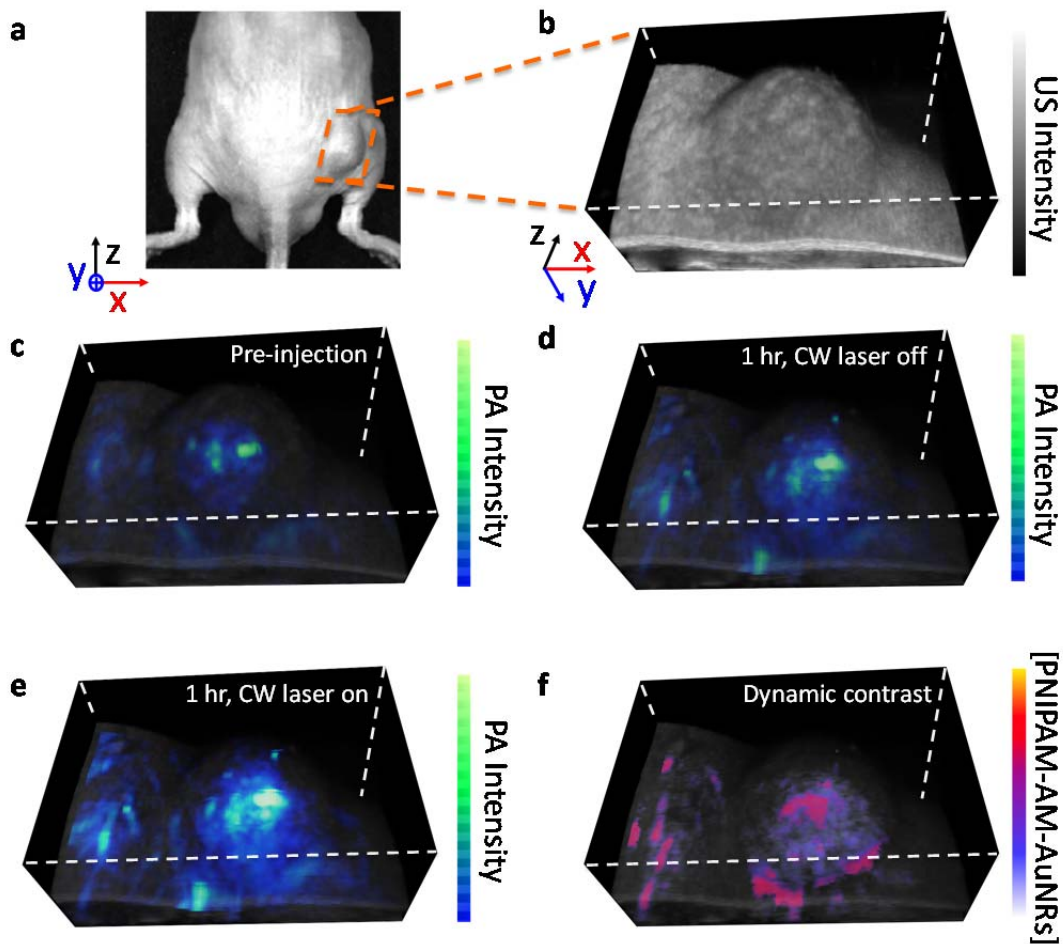 a
z
y
x
b
US Intensity
z
x
y
c
Pre-injection
PA Intensity
d
1 hr, CW laser off
PA Intensity
e
1 hr, CW laser on
PA Intensity
f
Dynamic contrast
[PNIPAM-AM-AuNRs]